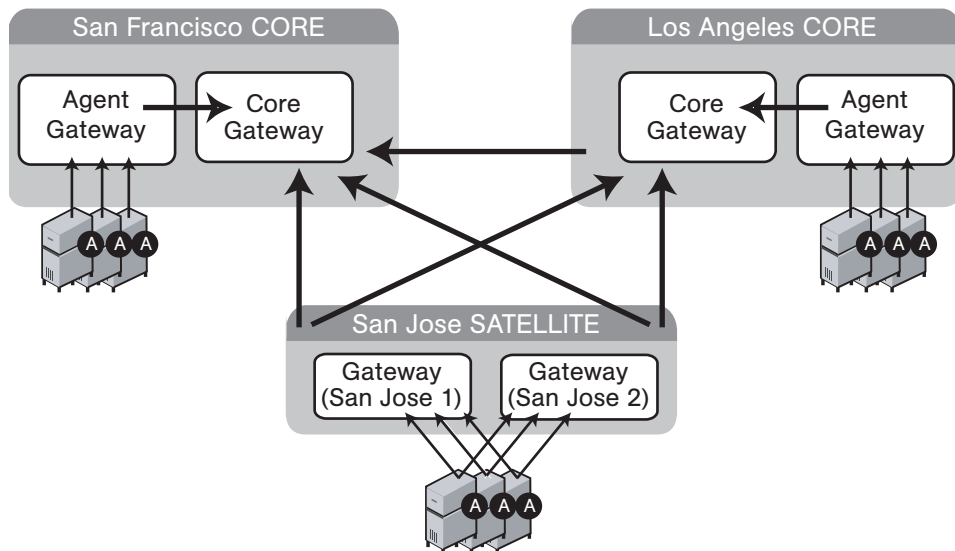 San Francisco CORE
Los Angeles CORE
Agent
Gateway
Core
Gateway
Core
Gateway
Agent
Gateway
A A A
A A A
San Jose SATELLITE
Gateway
(San Jose 1)
Gateway
(San Jose 2)
A A A